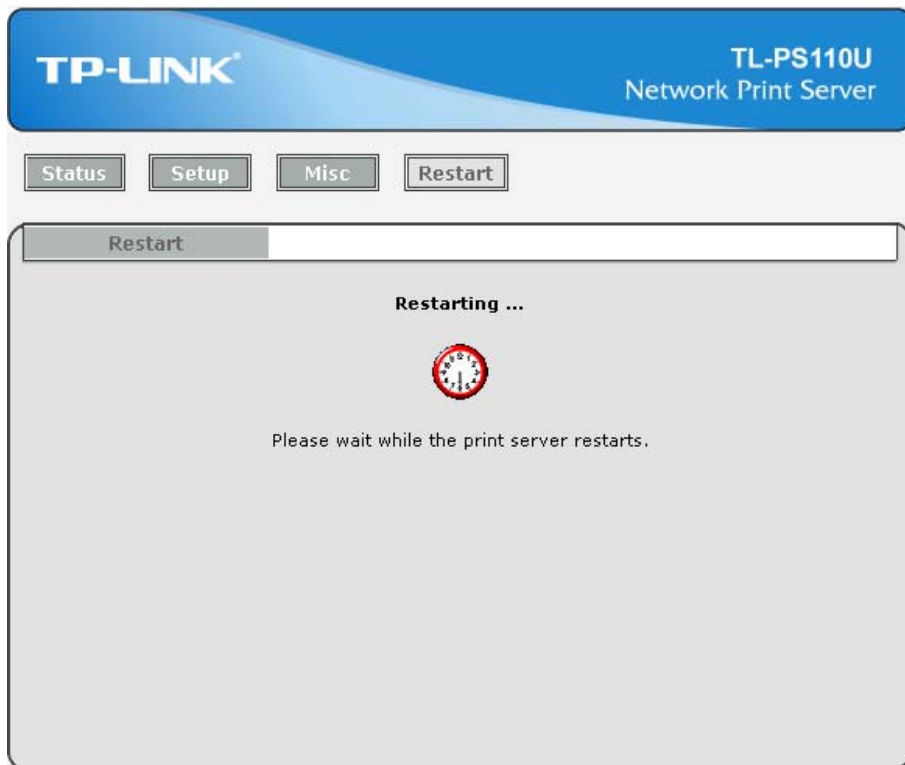 TP-LINK
TL-PS110U
Network Print Server
Status Setup Misc Restart
Restart
Restarting ...
Please wait while the print server restarts.